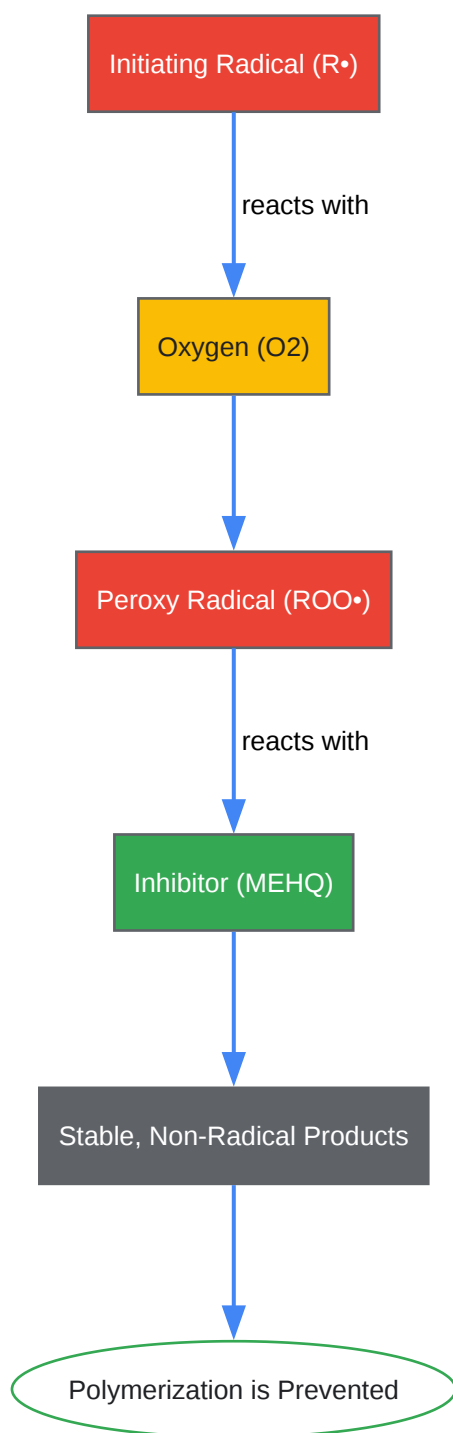 Initiating Radical (R•)
reacts with
Oxygen (O2)
Peroxy Radical (ROO•)
reacts with
Inhibitor (MEHQ)
Stable, Non-Radical Products
Polymerization is Prevented